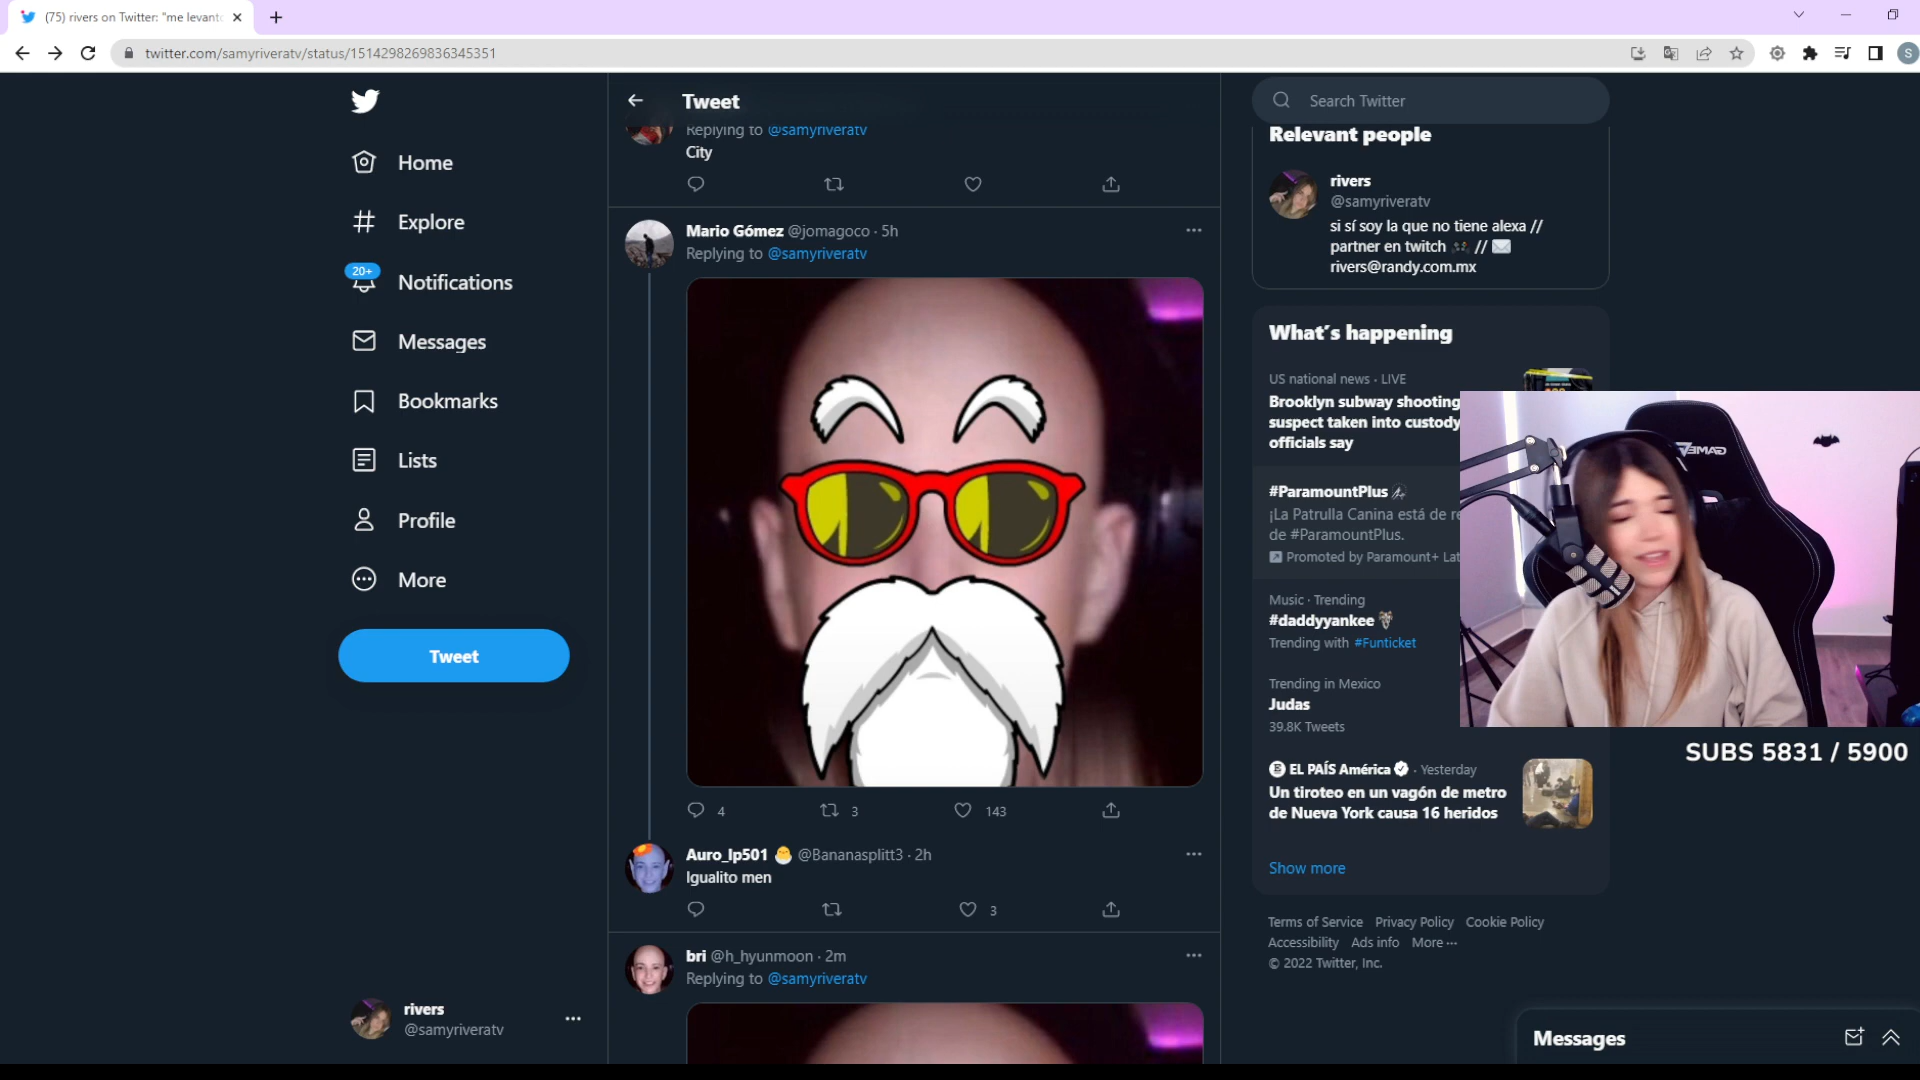 (75) rivers on Twitter: "me levant
twitter.com/samyriveratv/status/1514298269836345351
S
Home
Explore
20+
Notifications
Messages
Bookmarks
Lists
Profile
More
Tweet
rivers
@samyriveratv
Tweet
Replying to @samyriveratv
City
Mario Gómez @jomagoco · 5h
Replying to @samyriveratv
4
3
143
Auro_lp501 @Bananasplitt3 · 2h
Igualito men
3
bri @h_hyunmoon · 2m
Replying to @samyriveratv
Search Twitter
Relevant people
rivers
@samyriveratv
si sí soy la que no tiene alexa //
partner en twitch // 
rivers@randy.com.mx
What's happening
US national news · LIVE
Brooklyn subway shooting
suspect taken into custody
officials say
#ParamountPlus
¡La Patrulla Canina está de re
de #ParamountPlus.
Promoted by Paramount+ Lat
Music · Trending
#daddyyankee
Trending with #Funticket
Trending in Mexico
Judas
39.8K Tweets
EL PAÍS América · Yesterday
Un tiroteo en un vagón de metro
de Nueva York causa 16 heridos
Show more
Terms of Service Privacy Policy Cookie Policy
Accessibility Ads info More ···
© 2022 Twitter, Inc.
SUBS 5831 / 5900
Messages